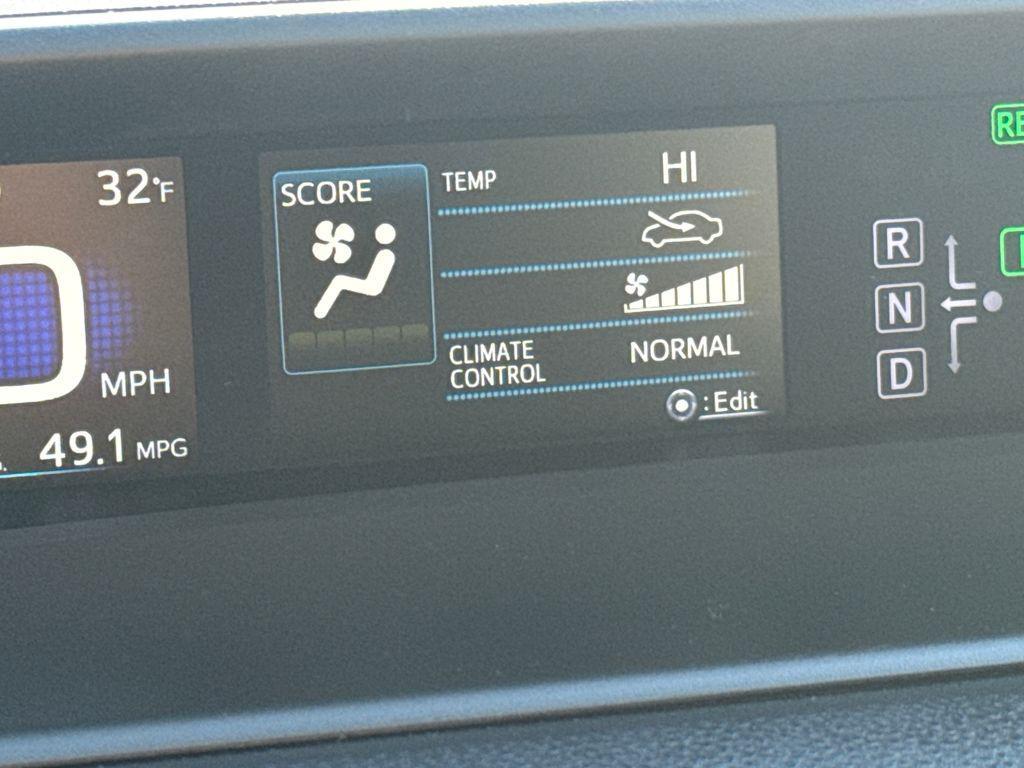 32°F
MPH
49.1 MPG
SCORE
TEMP
HI
CLIMATE
CONTROL
NORMAL
: Edit
R
N
D